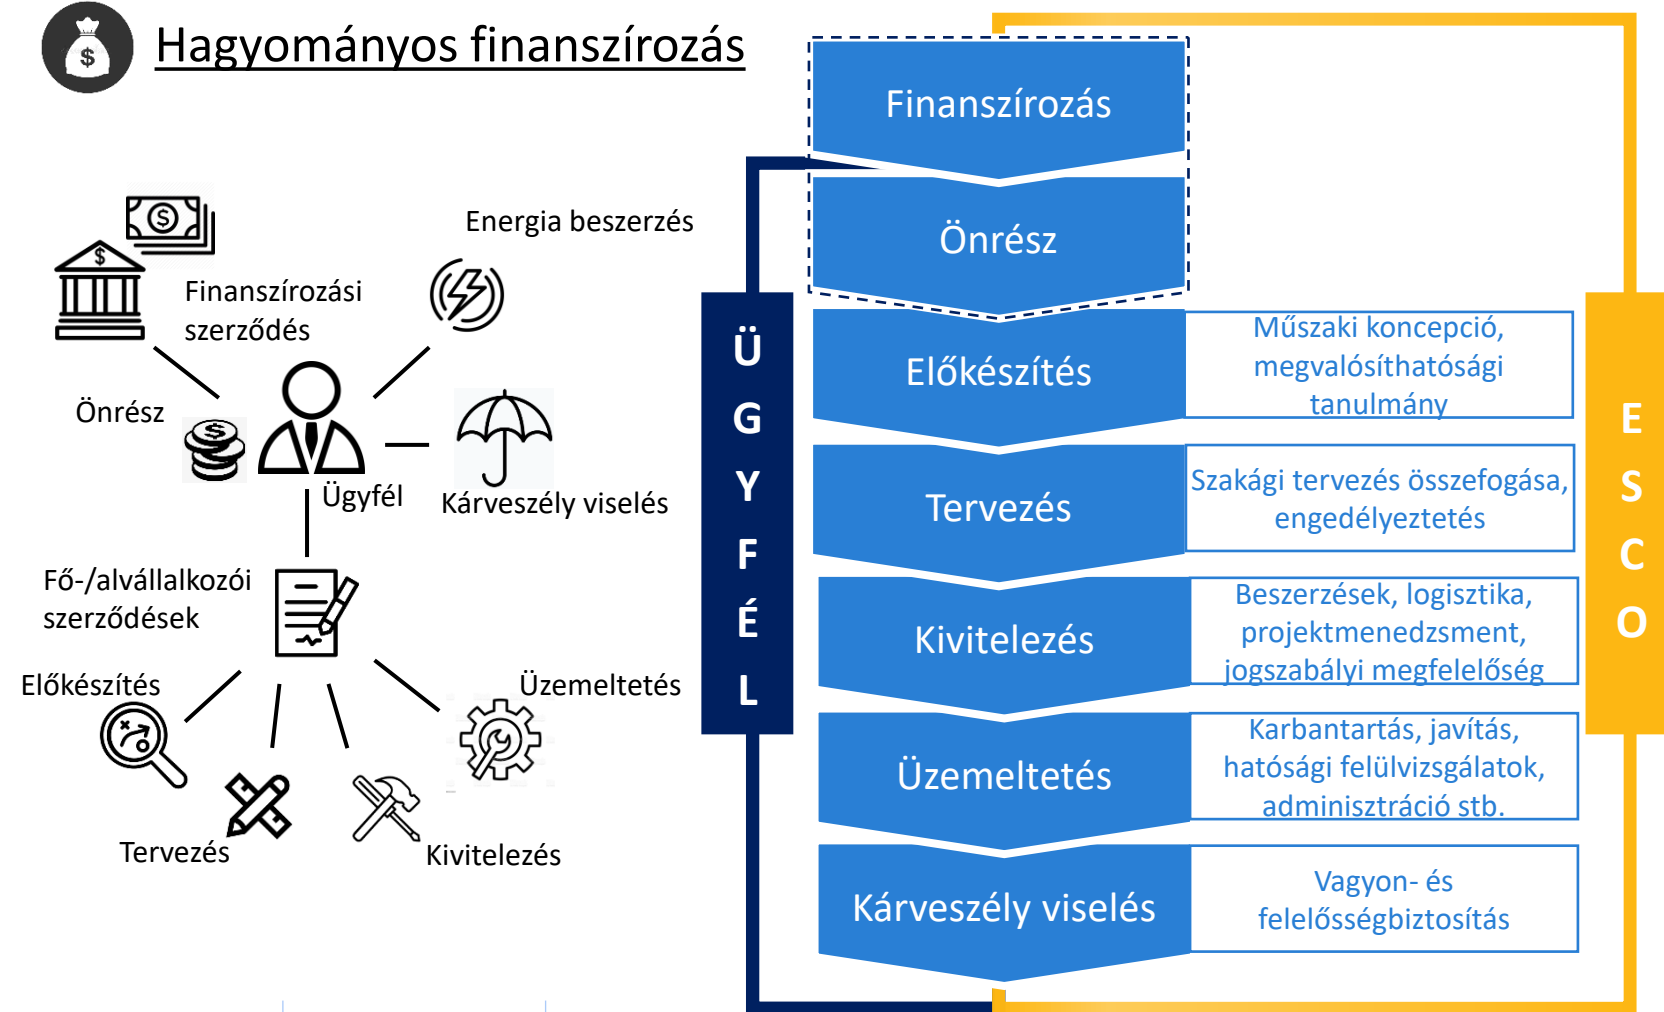 Hagyományos finanszírozás
Energia beszerzés
Finanszírozási
szerződés
Önrész
Ügyfél
Kárveszély viselés
Fő-/alvállalkozói
szerződések
Előkészítés
Üzemeltetés
Tervezés
Kivitelezés
ÜGYFÉL
Finanszírozás
Önrész
Előkészítés
Műszaki koncepció,
megvalósíthatósági
tanulmány
Tervezés
Szakági tervezés összefogása,
engedélyeztetés
Kivitelezés
Beszerzések, logisztika,
projektmenedzsment,
jogszabályi megfelelőség
Üzemeltetés
Karbantartás, javítás,
hatósági felülvizsgálatok,
adminisztráció stb.
Kárveszély viselés
Vagyon- és
felelősségbiztosítás
ESCO